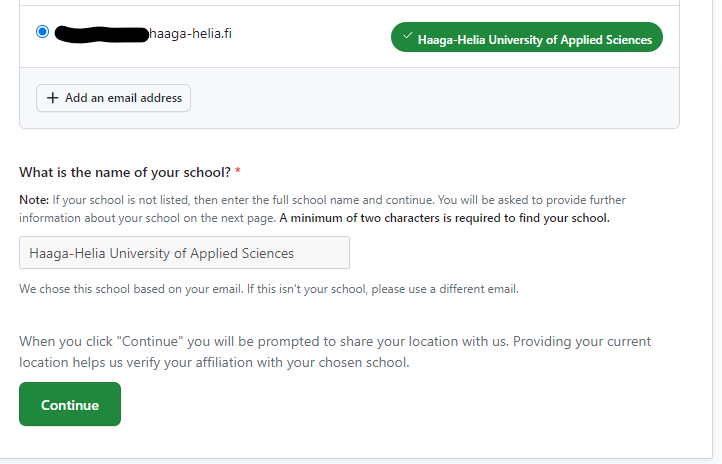 haaga-helia.fi
Haaga-Helia University of Applied Sciences
Add an email address
What is the name of your school? *
Note: If your school is not listed, then enter the full school name and continue. You will be asked to provide further
information about your school on the next page. A minimum of two characters is required to find your school.
Haaga-Helia University of Applied Sciences
We chose this school based on your email. If this isn't your school, please use a different email.
When you click "Continue" you will be prompted to share your location with us. Providing your current
location helps us verify your affiliation with your chosen school.
Continue